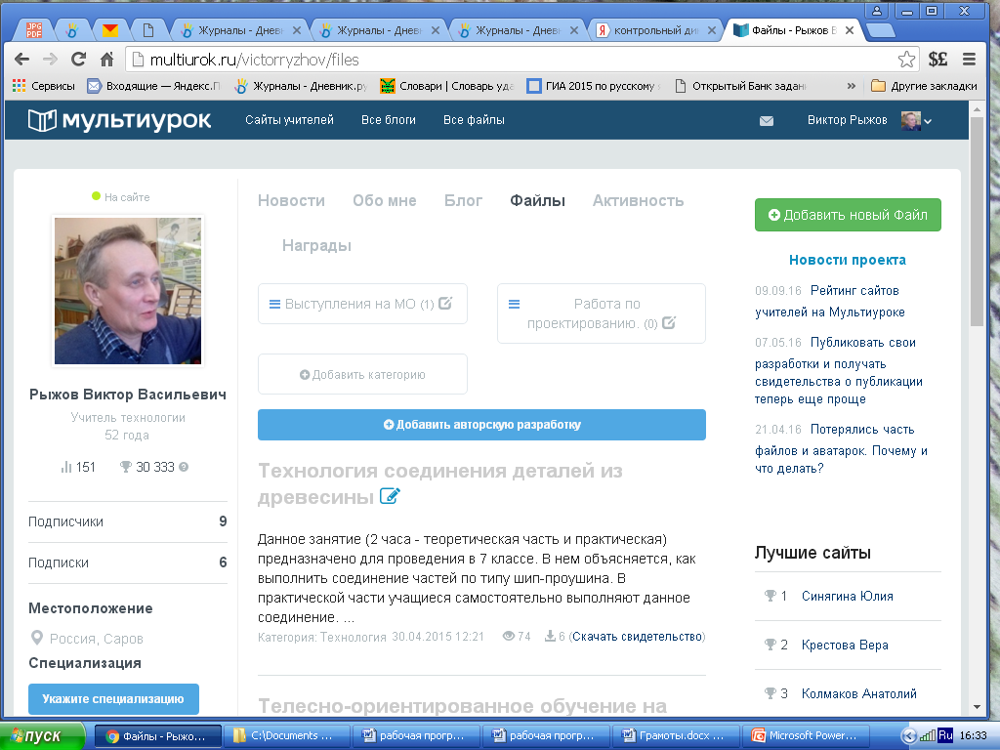 Журналы - Дневн
Журналы - Дневн
Журналы - Дневн
контрольный ди
Файлы - Рыжов В
multiurok.ru/victorryzhov/files
Сервисы
Входящие — Яндекс.П
Журналы - Дневник.ру
Словари | Словарь уда
ГИА 2015 по русскому
Открытый Банк задани
»
Другие закладки
мультиурок
Сайты учителей
Все блоги
Все файлы
Виктор Рыжов
На сайте
Рыжов Виктор Васильевич
Учитель технологии
52 года
151 30 333
Подписчики 9
Подписки 6
Местоположение
Россия, Саров
Специализация
Укажите специализацию
Новости Обо мне Блог Файлы Активность
Награды
Выступления на МО (1)
Работа по
проектированию. (0)
Добавить категорию
Добавить авторскую разработку
Технология соединения деталей из
древесины
Данное занятие (2 часа - теоретическая часть и практическая)
предназначено для проведения в 7 классе. В нем объясняется, как
выполнить соединение частей по типу шип-проушина. В
практической части учащиеся самостоятельно выполняют данное
соединение. ...
Категория: Технология 30.04.2015 12:21 74 6 (Скачать свидетельство)
Телесно-ориентированное обучение на
Добавить новый Файл
Новости проекта
09.09.16 Рейтинг сайтов
учителей на Мультиуроке
07.05.16 Публиковать свои
разработки и получать
свидетельства о публикации
теперь еще проще
21.04.16 Потерялись часть
файлов и аватарок. Почему и
что делать?
Лучшие сайты
1 Синягина Юлия
2 Крестова Вера
3 Колмаков Анатолий
пуск
Файлы - Рыжо...
C:\Documents ...
рабочая прогр...
рабочая прогр...
Грамоты.docx ...
Microsoft Power...
Ru
16:33